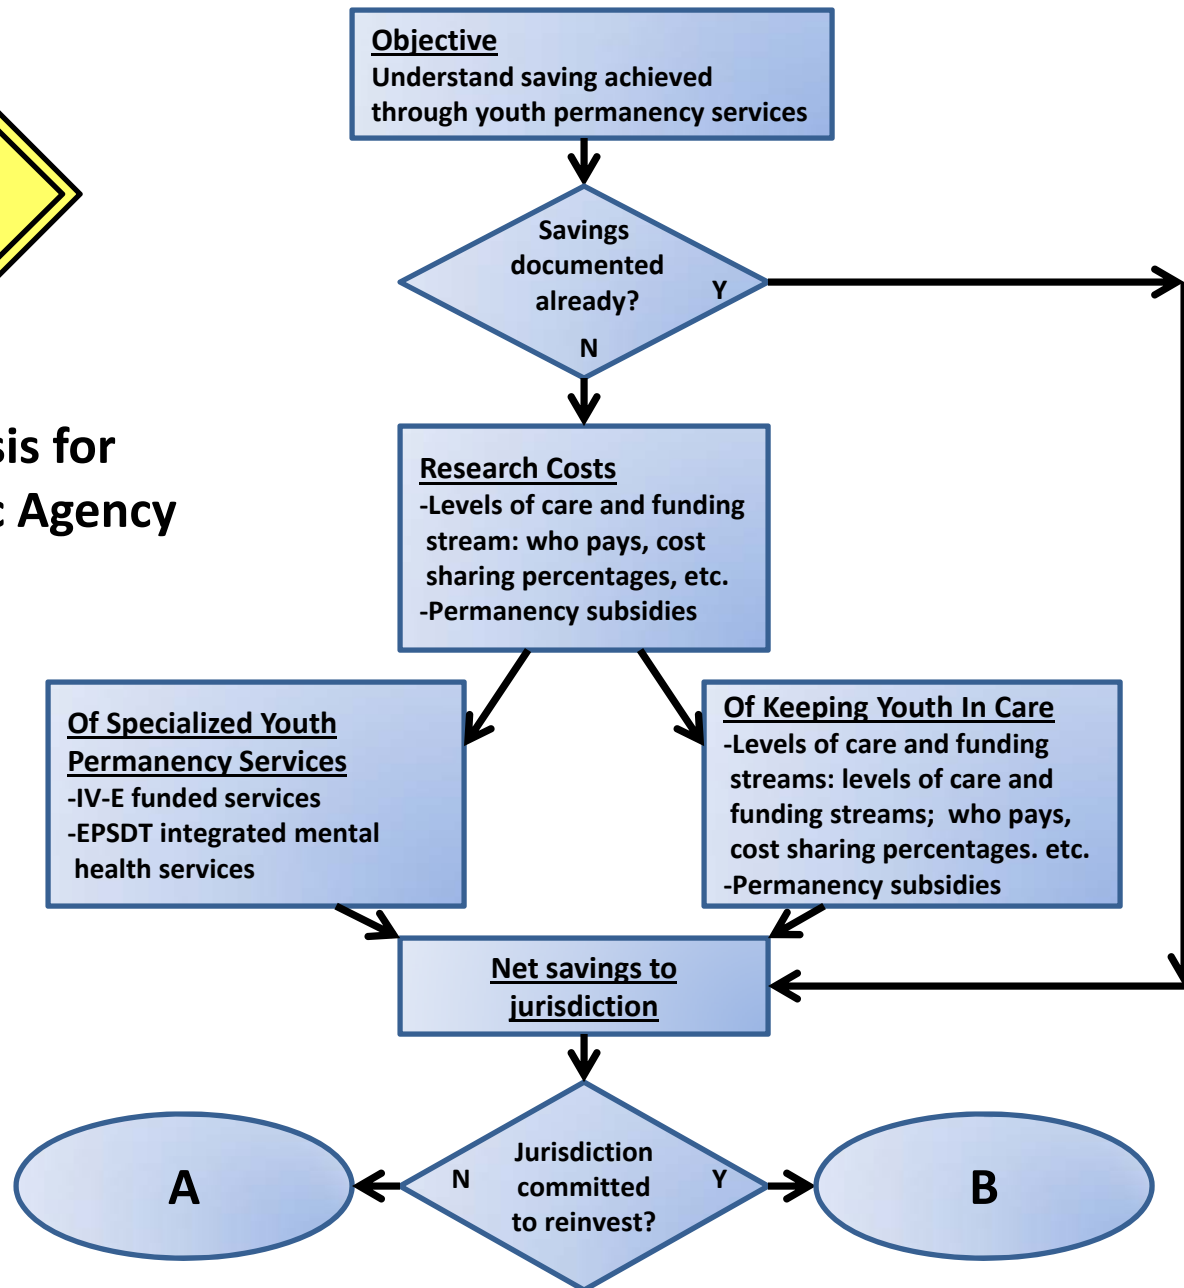 Objective
Understand saving achieved
through youth permanency services
Savings
documented
already?
Y
N
sis for
Agency
Research Costs
-Levels of care and funding
stream: who pays, cost
sharing percentages, etc.
-Permanency subsidies
Of Specialized Youth
Permanency Services
-IV-E funded services
-EPSDT integrated mental
health services
Of Keeping Youth In Care
-Levels of care and funding
streams: levels of care and
funding streams; who pays,
cost sharing percentages. etc.
-Permanency subsidies
Net savings to
jurisdiction
Jurisdiction
committed
to reinvest?
N
Y
A
B